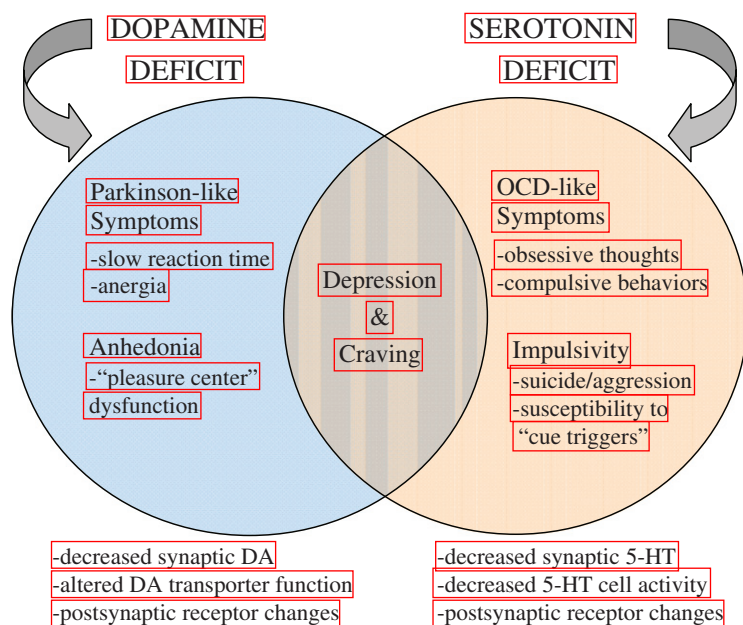 DOPAMINE
DEFICIT
SEROTONIN
DEFICIT
Parkinson-like
Symptoms
-slow reaction time
-anergia
Anhedonia
-“pleasure center”
dysfunction
Depression
&
Craving
OCD-like
Symptoms
-obsessive thoughts
-compulsive behaviors
Impulsivity
-suicide/aggression
-susceptibility to
“cue triggers”
-decreased synaptic DA
-altered DA transporter function
-postsynaptic receptor changes
-decreased synaptic 5-HT
-decreased 5-HT cell activity
-postsynaptic receptor changes